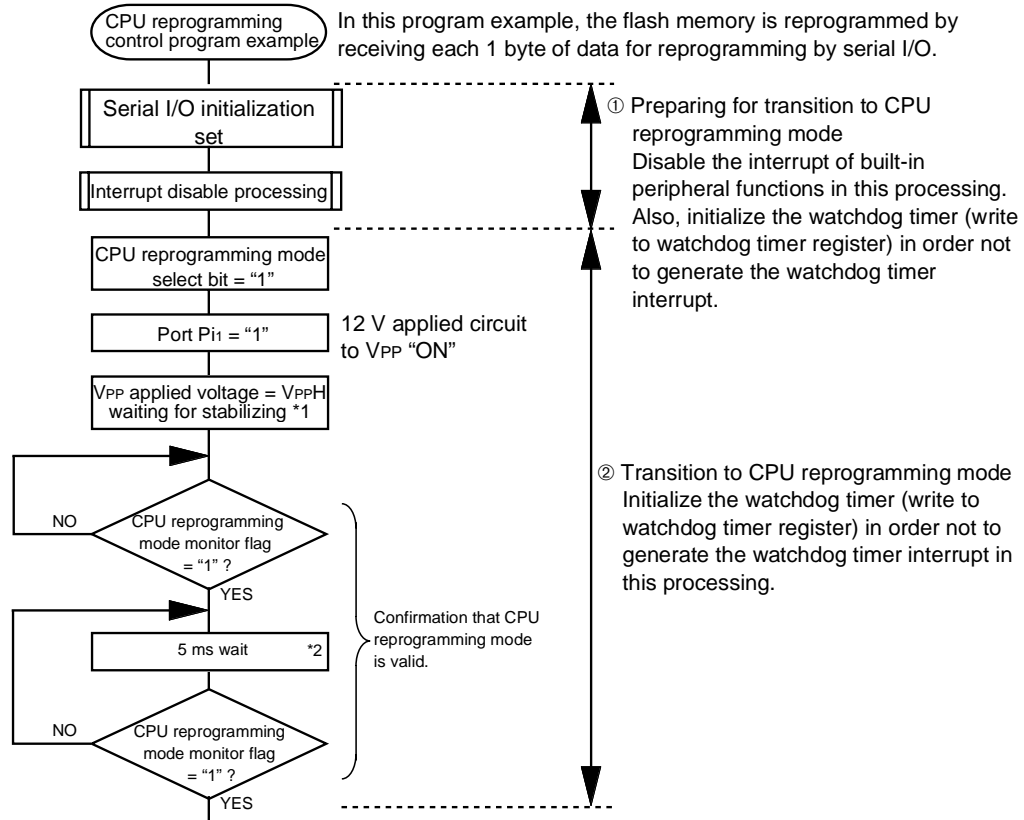 CPU reprogramming
control program example
In this program example, the flash memory is reprogrammed by
receiving each 1 byte of data for reprogramming by serial I/O.
Serial I/O initialization
set
Interrupt disable processing
① Preparing for transition to CPU
reprogramming mode
Disable the interrupt of built-in
peripheral functions in this processing.
Also, initialize the watchdog timer (write
to watchdog timer register) in order not
to generate the watchdog timer
interrupt.
CPU reprogramming mode
select bit = “1”
Port Pi1 = “1”
12 V applied circuit
to VPP “ON”
VPP applied voltage = VPPH
waiting for stabilizing *1
NO
CPU reprogramming
mode monitor flag
= “1” ?
YES
② Transition to CPU reprogramming mode
Initialize the watchdog timer (write to
watchdog timer register) in order not to
generate the watchdog timer interrupt in
this processing.
Confirmation that CPU
reprogramming mode
is valid.
5 ms wait *2
NO
CPU reprogramming
mode monitor flag
= “1” ?
YES